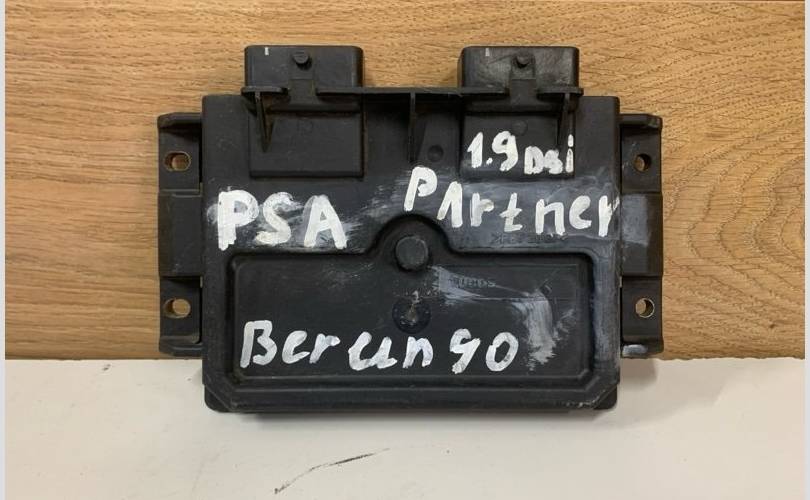 1.9 Dsi
PSA Partner
Berlingo